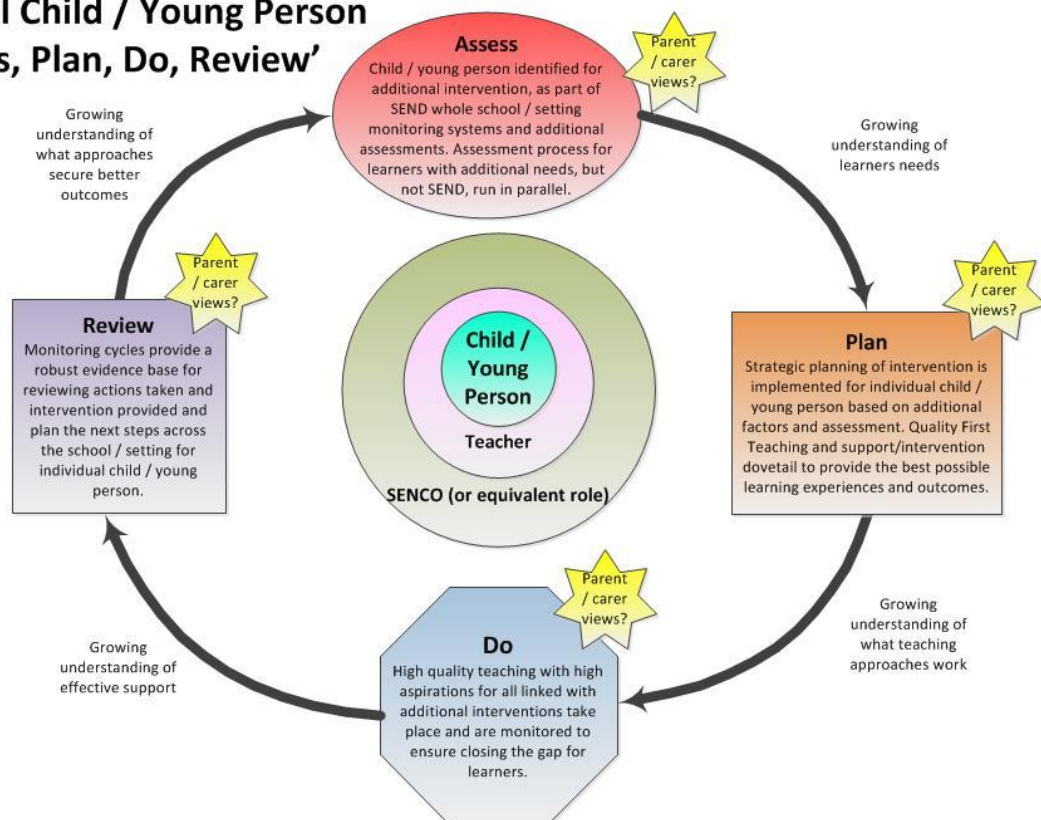 l Child / Young Person
s, Plan, Do, Review’
Assess
Child / young person identified for
additional intervention, as part of
SEND whole school / setting
monitoring systems and additional
assessments. Assessment process for
learners with additional needs, but
not SEND, run in parallel.
Parent
/ carer
views?
Growing
understanding of
what approaches
secure better
outcomes
Growing
understanding of
learners needs
Parent
/ carer
views?
Review
Monitoring cycles provide a
robust evidence base for
reviewing actions taken and
intervention provided and
plan the next steps across
the school / setting for
individual child / young
person.
Child /
Young
Person
Teacher
SENCO (or equivalent role)
Parent
/ carer
views?
Plan
Strategic planning of intervention is
implemented for individual child /
young person based on additional
factors and assessment. Quality First
Teaching and support/intervention
dovetail to provide the best possible
learning experiences and outcomes.
Parent
/ carer
views?
Do
High quality teaching with high
aspirations for all linked with
additional interventions take
place and are monitored to
ensure closing the gap for
learners.
Growing
understanding of
effective support
Growing
understanding of
what teaching
approaches work